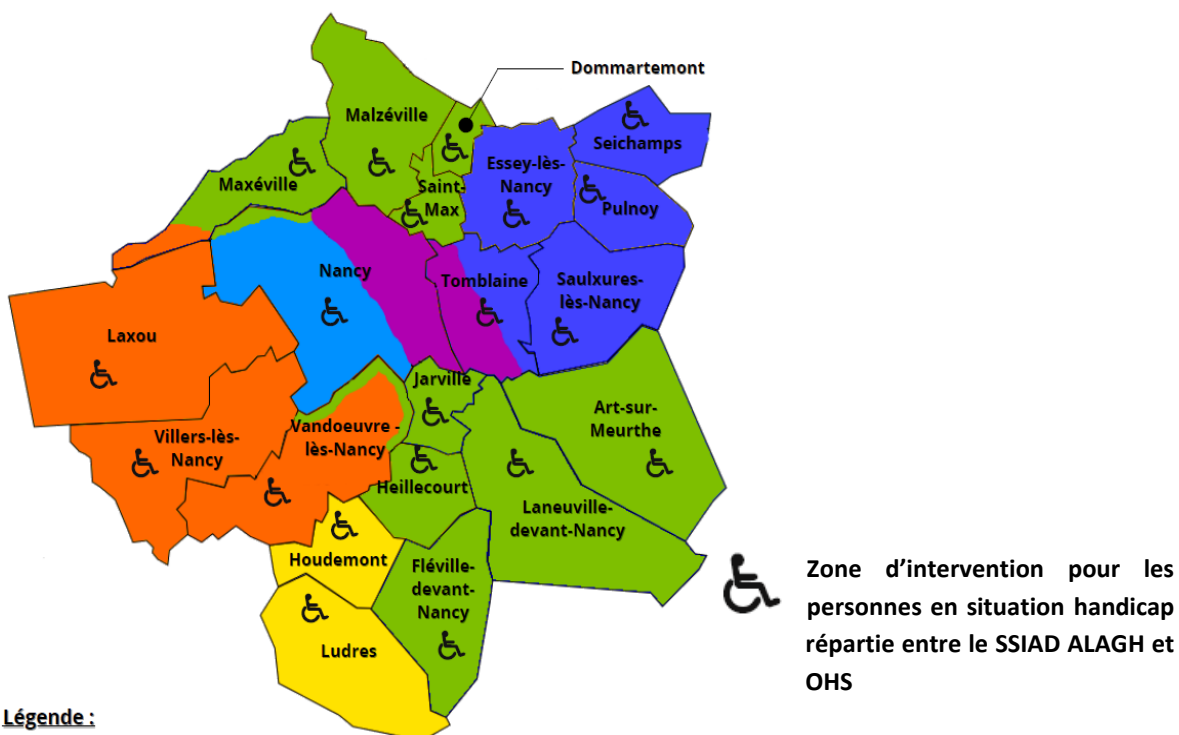 Dommartemont
Malzéville
Seichamps
Essey-lès-
Nancy
Maxéville
Saint-
Max
Pulnoy
Nancy
Tomblaine
Saulxures-
lès-Nancy
Laxou
Jarville
Art-sur-
Meurthe
Villers-lès-
Nancy
Vandoeuvre -
lès-Nancy
Heillecourt
Laneuville-
devant-Nancy
Houdemont
Fléville-
devant-
Nancy
Ludres
Zone d’intervention pour les
personnes en situation handicap
répartie entre le SSIAD ALAGH et
OHS
Légende :